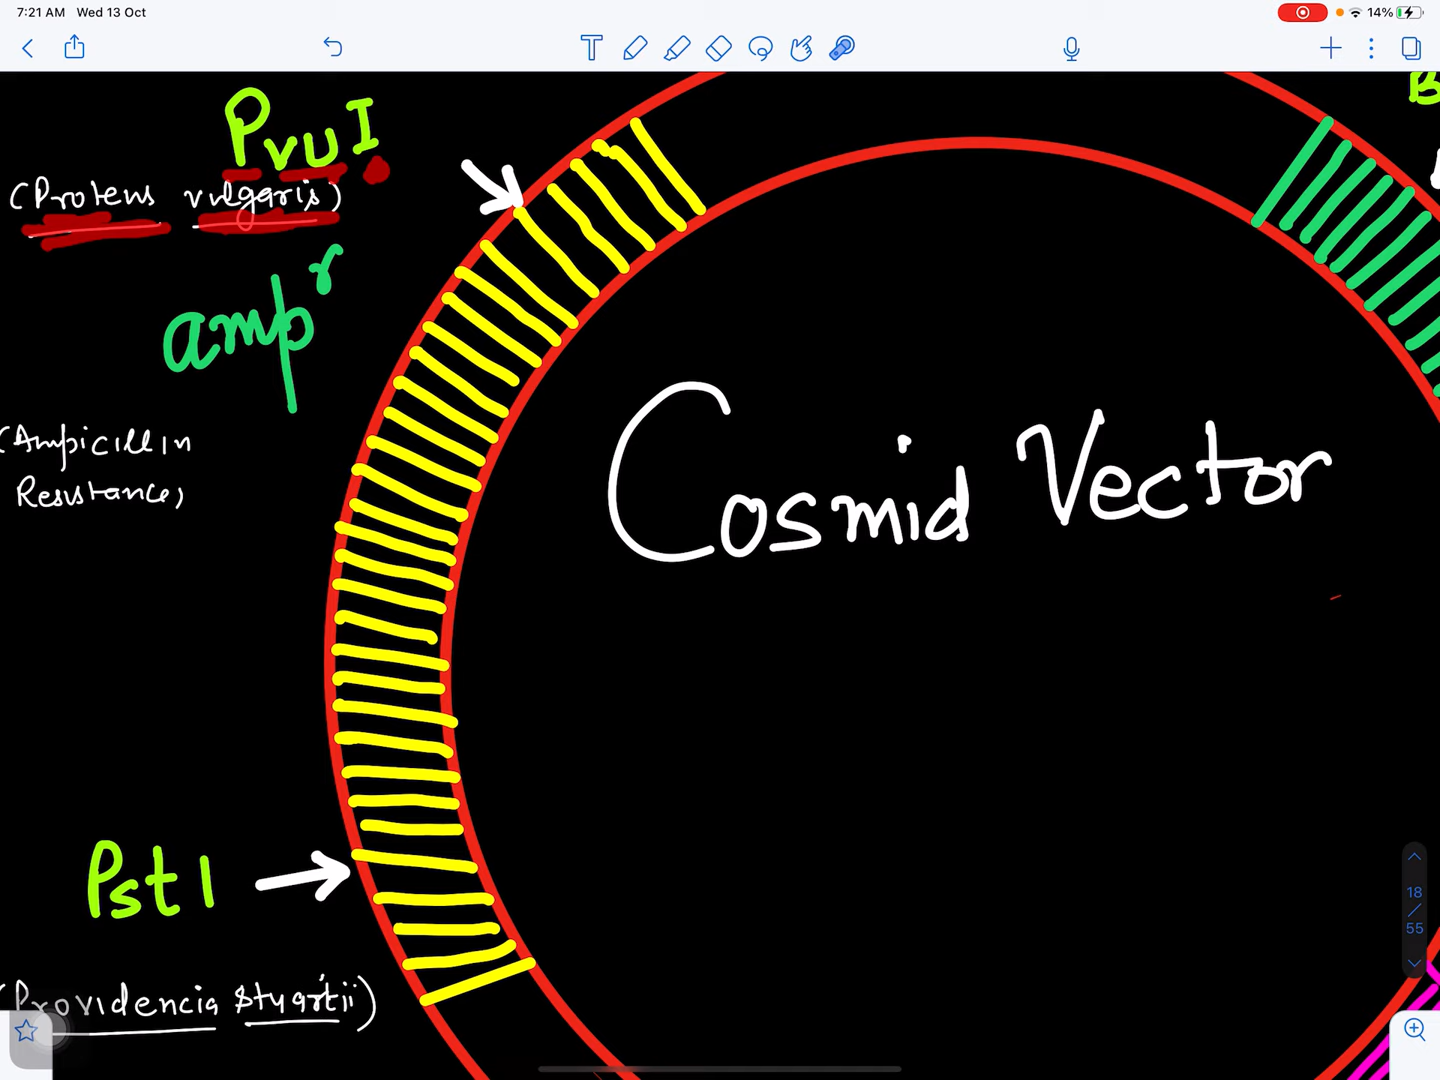 7:21 AM Wed 13 Oct
14%
PvuI
(Proteus vulgaris)
amp r
(Ampicillin
Resistance)
Cosmid Vector
Pst I
(Providencia stuartii)
B
18
/
55